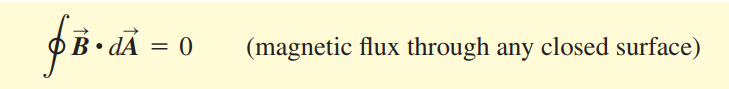 ∮ B⃗ · dA⃗ = 0 (magnetic flux through any closed surface)